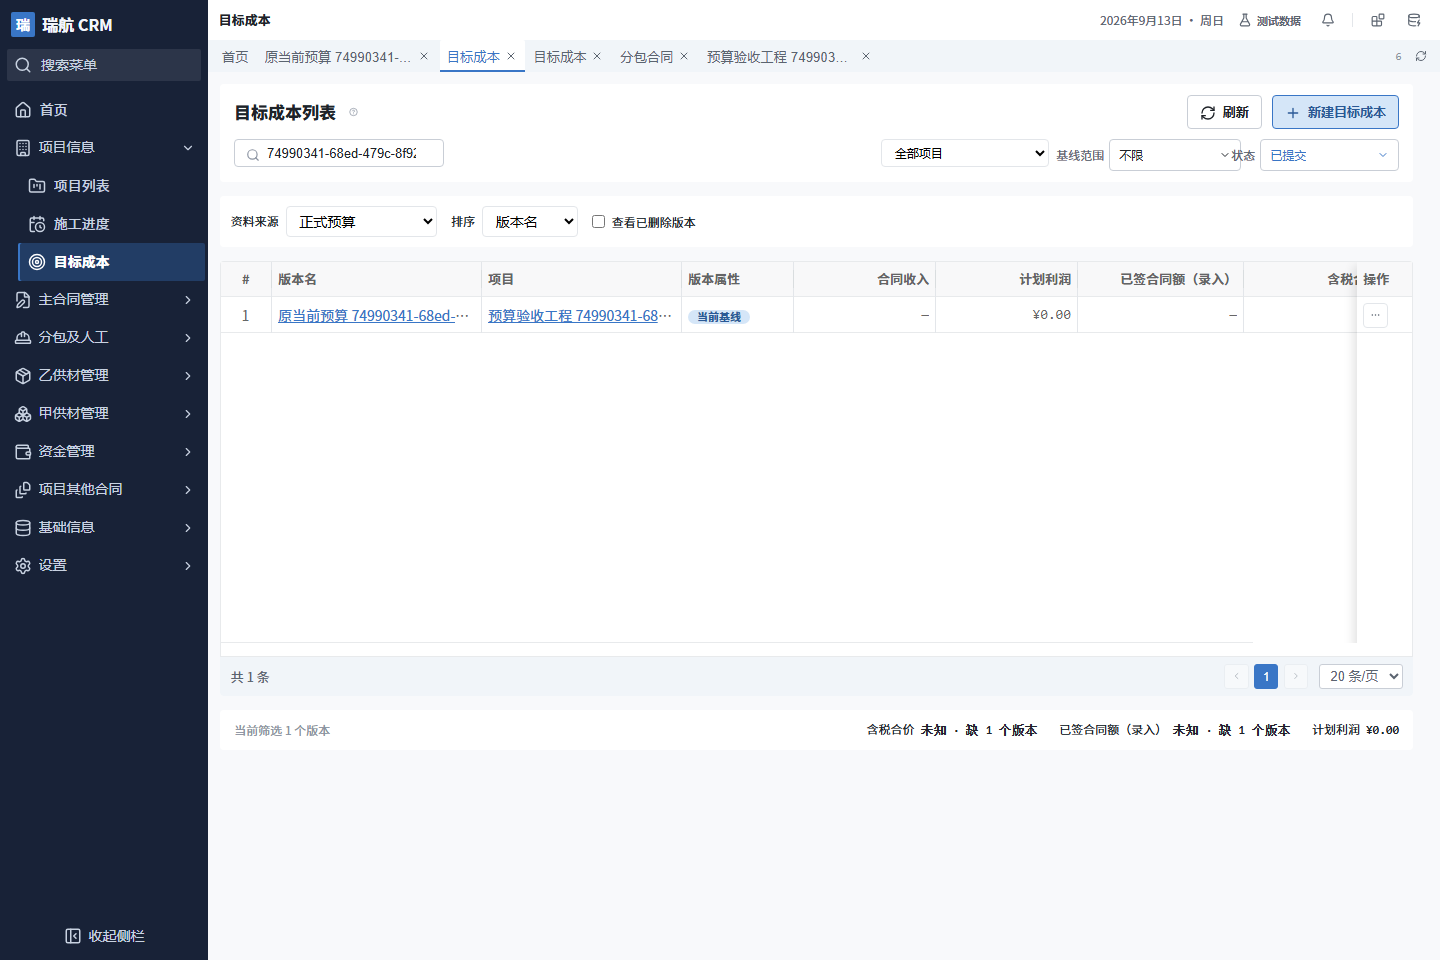 瑞 瑞航 CRM
搜索菜单
首页
项目信息
项目列表
施工进度
目标成本
主合同管理
分包及人工
乙供材管理
甲供材管理
资金管理
项目其他合同
基础信息
设置
收起侧栏
目标成本
2026年9月13日 · 周日 测试数据
首页 原当前预算 74990341-... 目标成本 目标成本 分包合同 预算验收工程 749903... 6
目标成本列表
刷新 新建目标成本
74990341-68ed-479c-8f92 全部项目 基线范围 不限 状态 已提交
资料来源 正式预算 排序 版本名 查看已删除版本
# 版本名 项目 版本属性 合同收入 计划利润 已签合同额（录入） 含税 操作
1 原当前预算 74990341-68ed-... 预算验收工程 74990341-68... 当前基线 — ¥0.00 — ...
共 1 条
1 20 条/页
当前筛选 1 个版本
含税合价 未知 · 缺 1 个版本 已签合同额（录入） 未知 · 缺 1 个版本 计划利润 ¥0.00